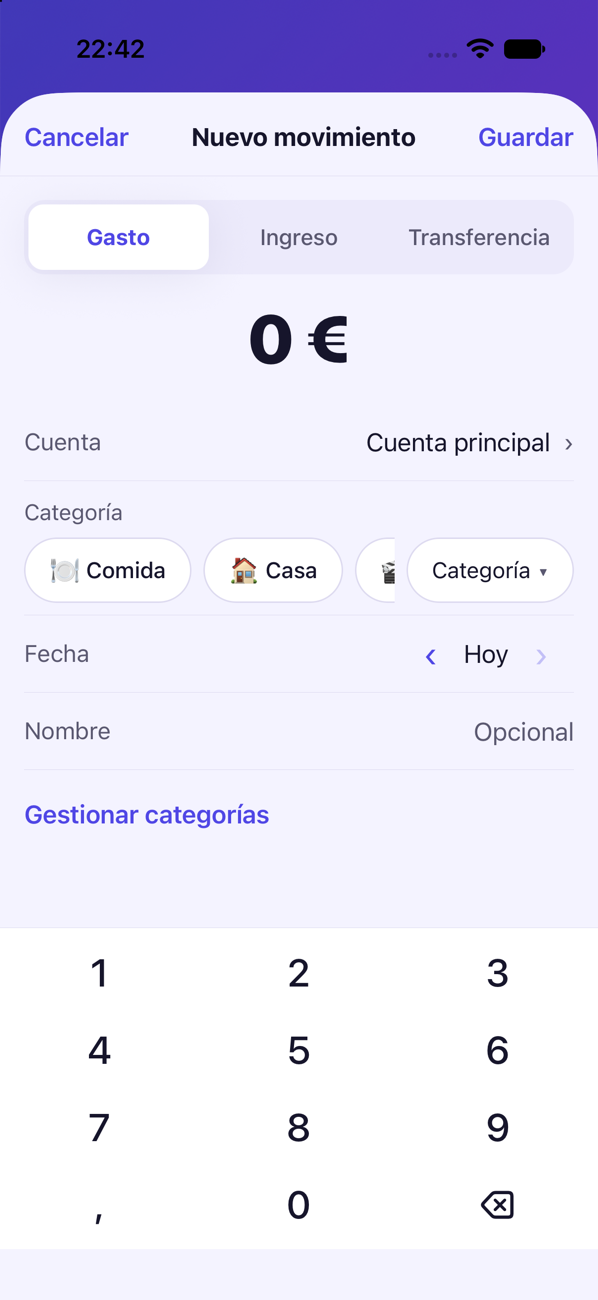 22:42
Cancelar Nuevo movimiento Guardar
Gasto Ingreso Transferencia
0 €
Cuenta Cuenta principal ›
Categoría
🍽️ Comida 🏠 Casa 🎬 Categoría ▾
Fecha ‹ Hoy ›
Nombre Opcional
Gestionar categorías
1 2 3
4 5 6
7 8 9
, 0